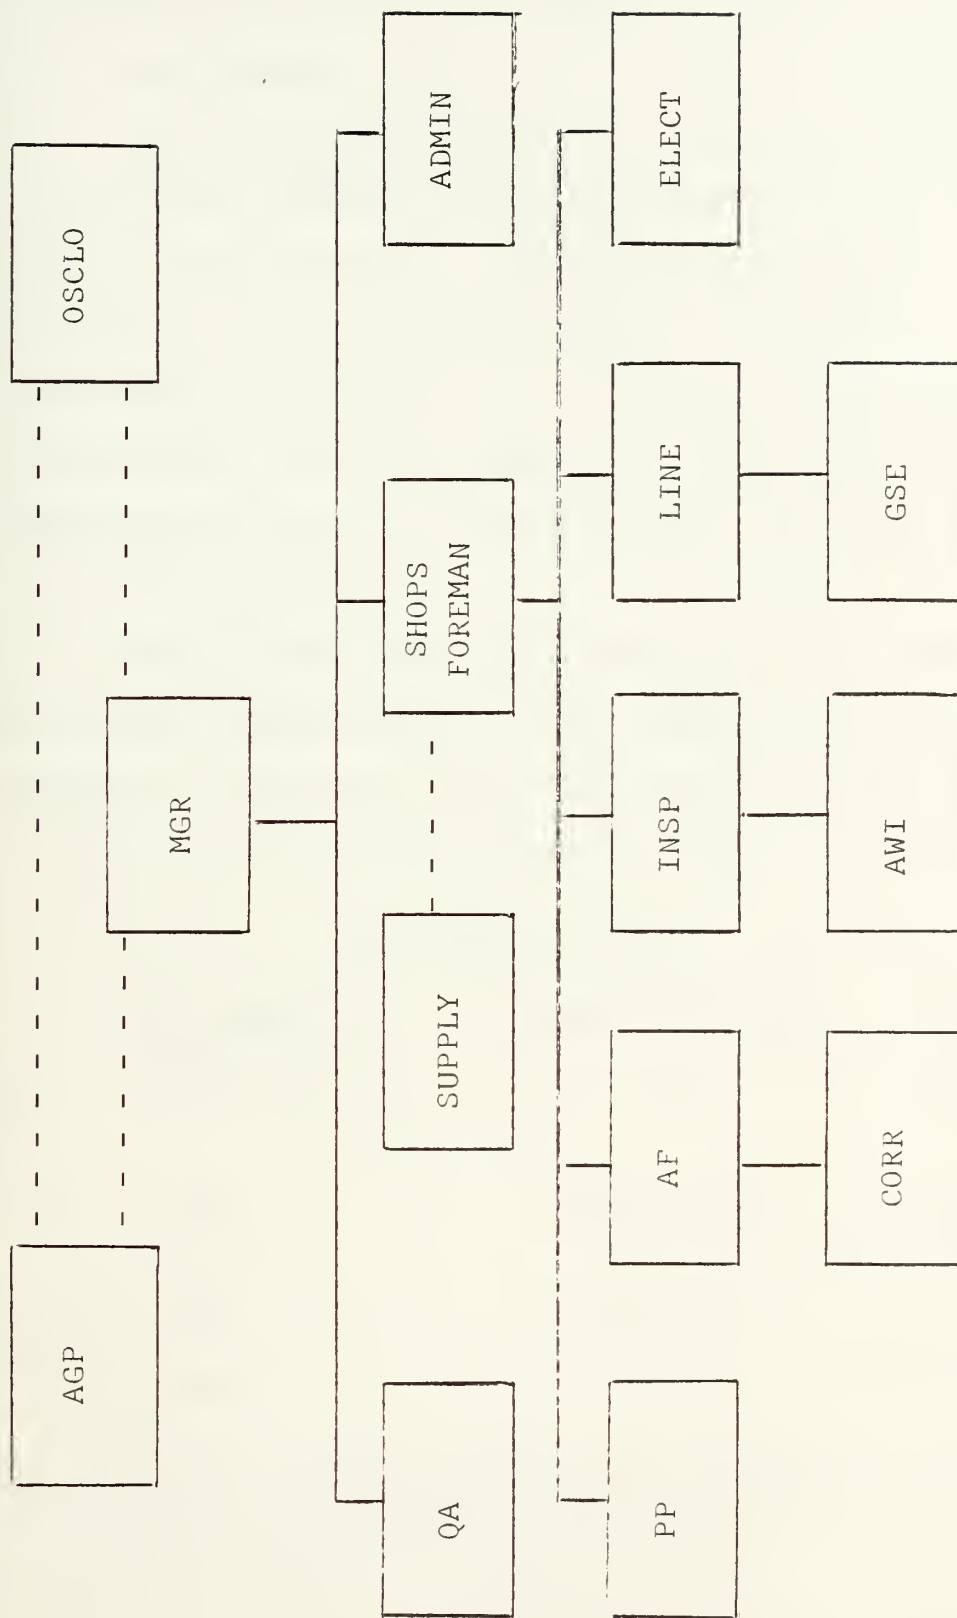 AGP
OSCLO
MGR
QA
SUPPLY
SHOPS
FOREMAN
ADMIN
PP
AF
INSP
LINE
ELECT
CORR
AWI
GSE